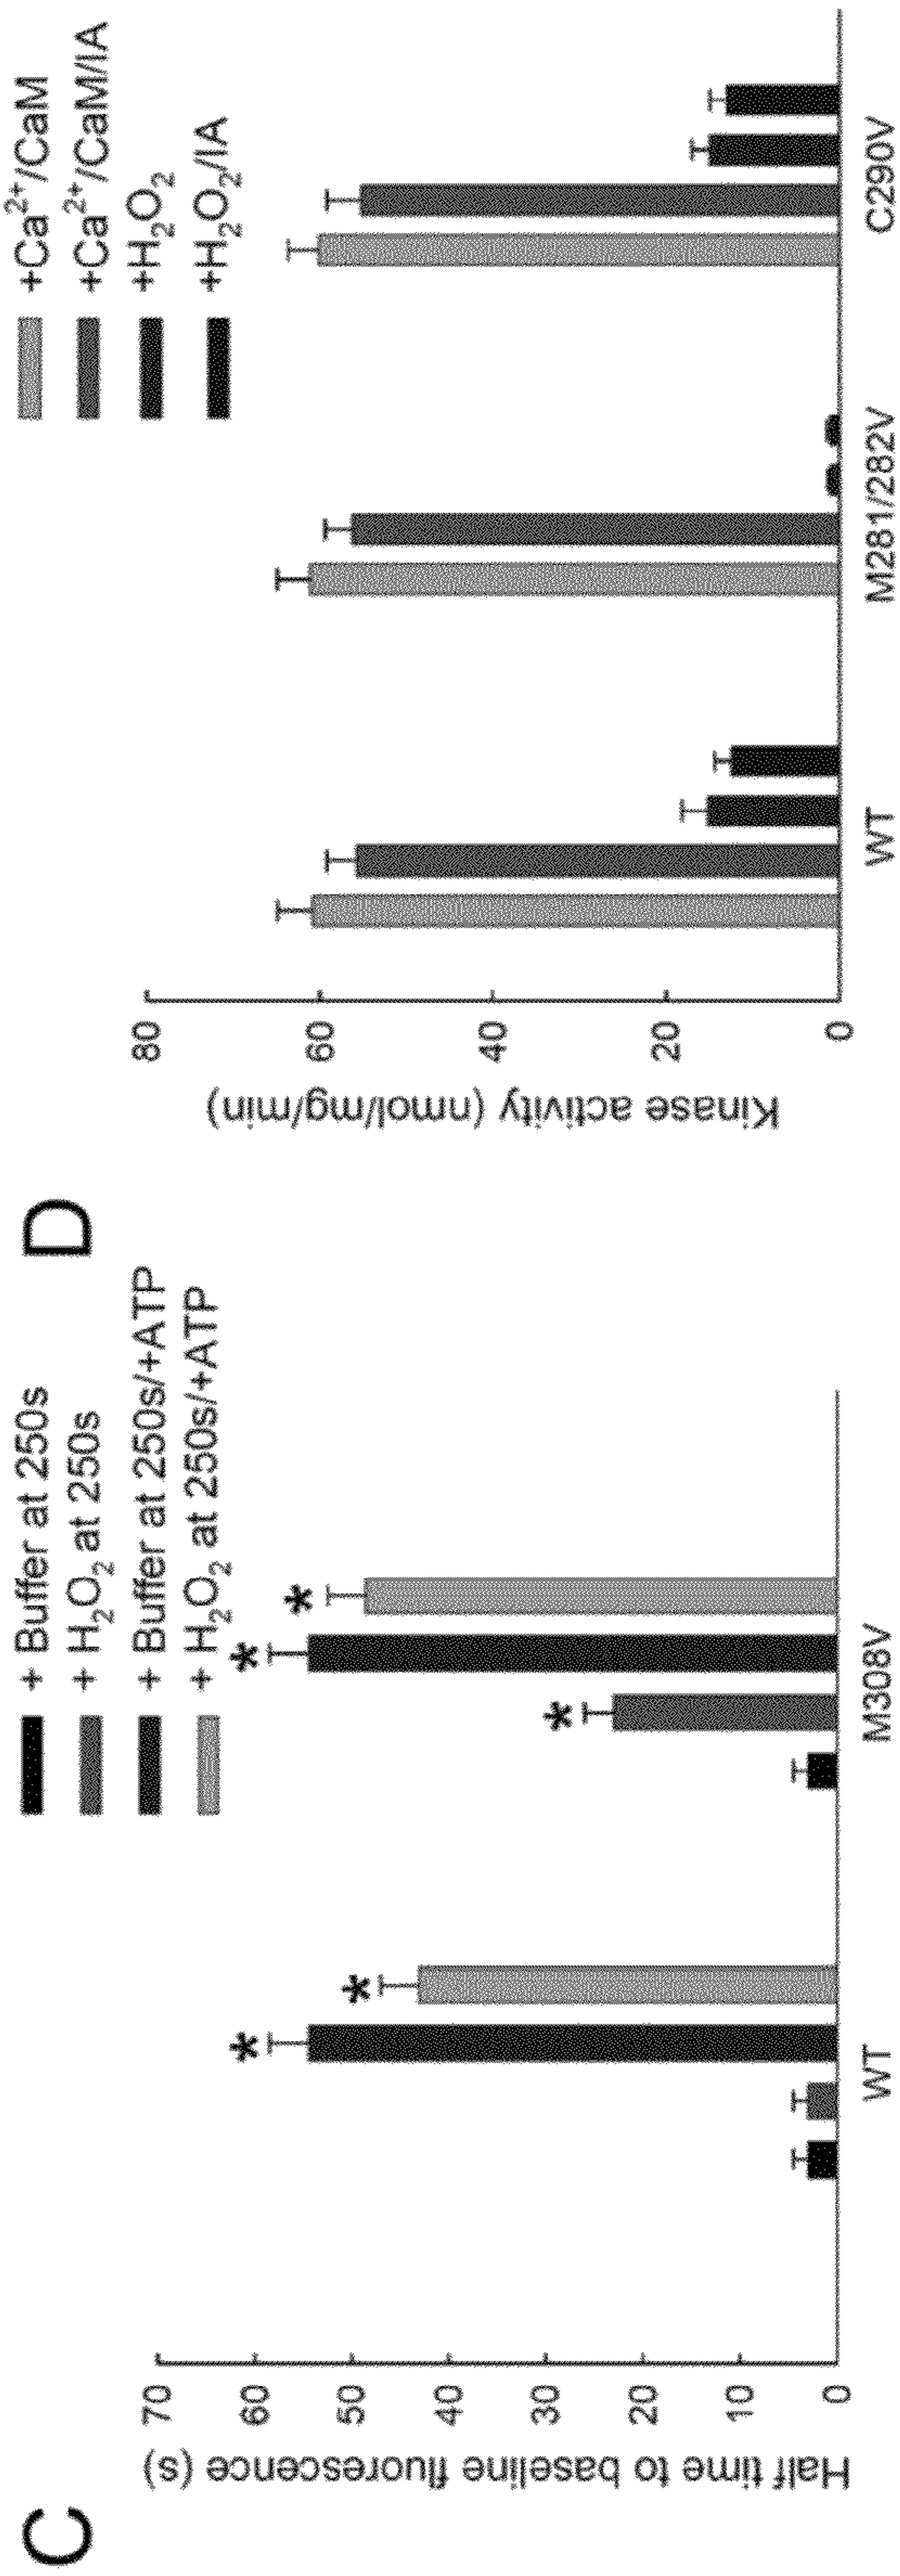 C
+ Buffer at 250s
+ H₂O₂ at 250s
+ Buffer at 250s/+ATP
+ H₂O₂ at 250s/+ATP
Half time to baseline fluorescence (s)
70
60
50
40
30
20
10
0
*
*
*
*
*
WT
M308V
D
+Ca²⁺/CaM
+Ca²⁺/CaM/IA
+H₂O₂
+H₂O₂/IA
Kinase activity (nmol/mg/min)
80
60
40
20
0
WT
M281/282V
C290V